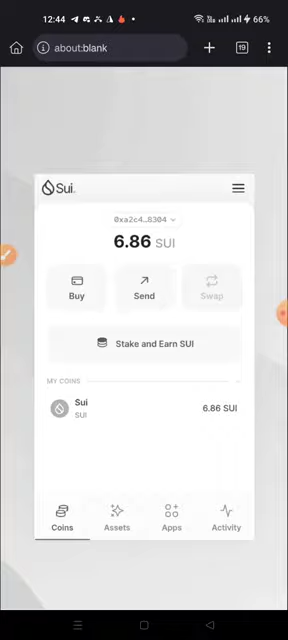 12:44
66%
about:blank
19
Sui
0xa2c4…8304
6.86 SUI
Buy
Send
Swap
Stake and Earn SUI
MY COINS
Sui
SUI
6.86 SUI
Coins
Assets
Apps
Activity